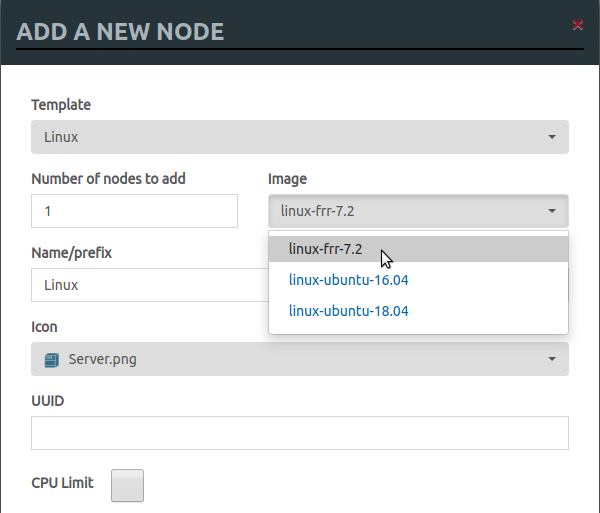 ADD A NEW NODE
Template
Linux
Number of nodes to add
Image
1
linux-frr-7.2
linux-frr-7.2
linux-ubuntu-16.04
linux-ubuntu-18.04
Name/prefix
Linux
Icon
Server.png
UUID
CPU Limit